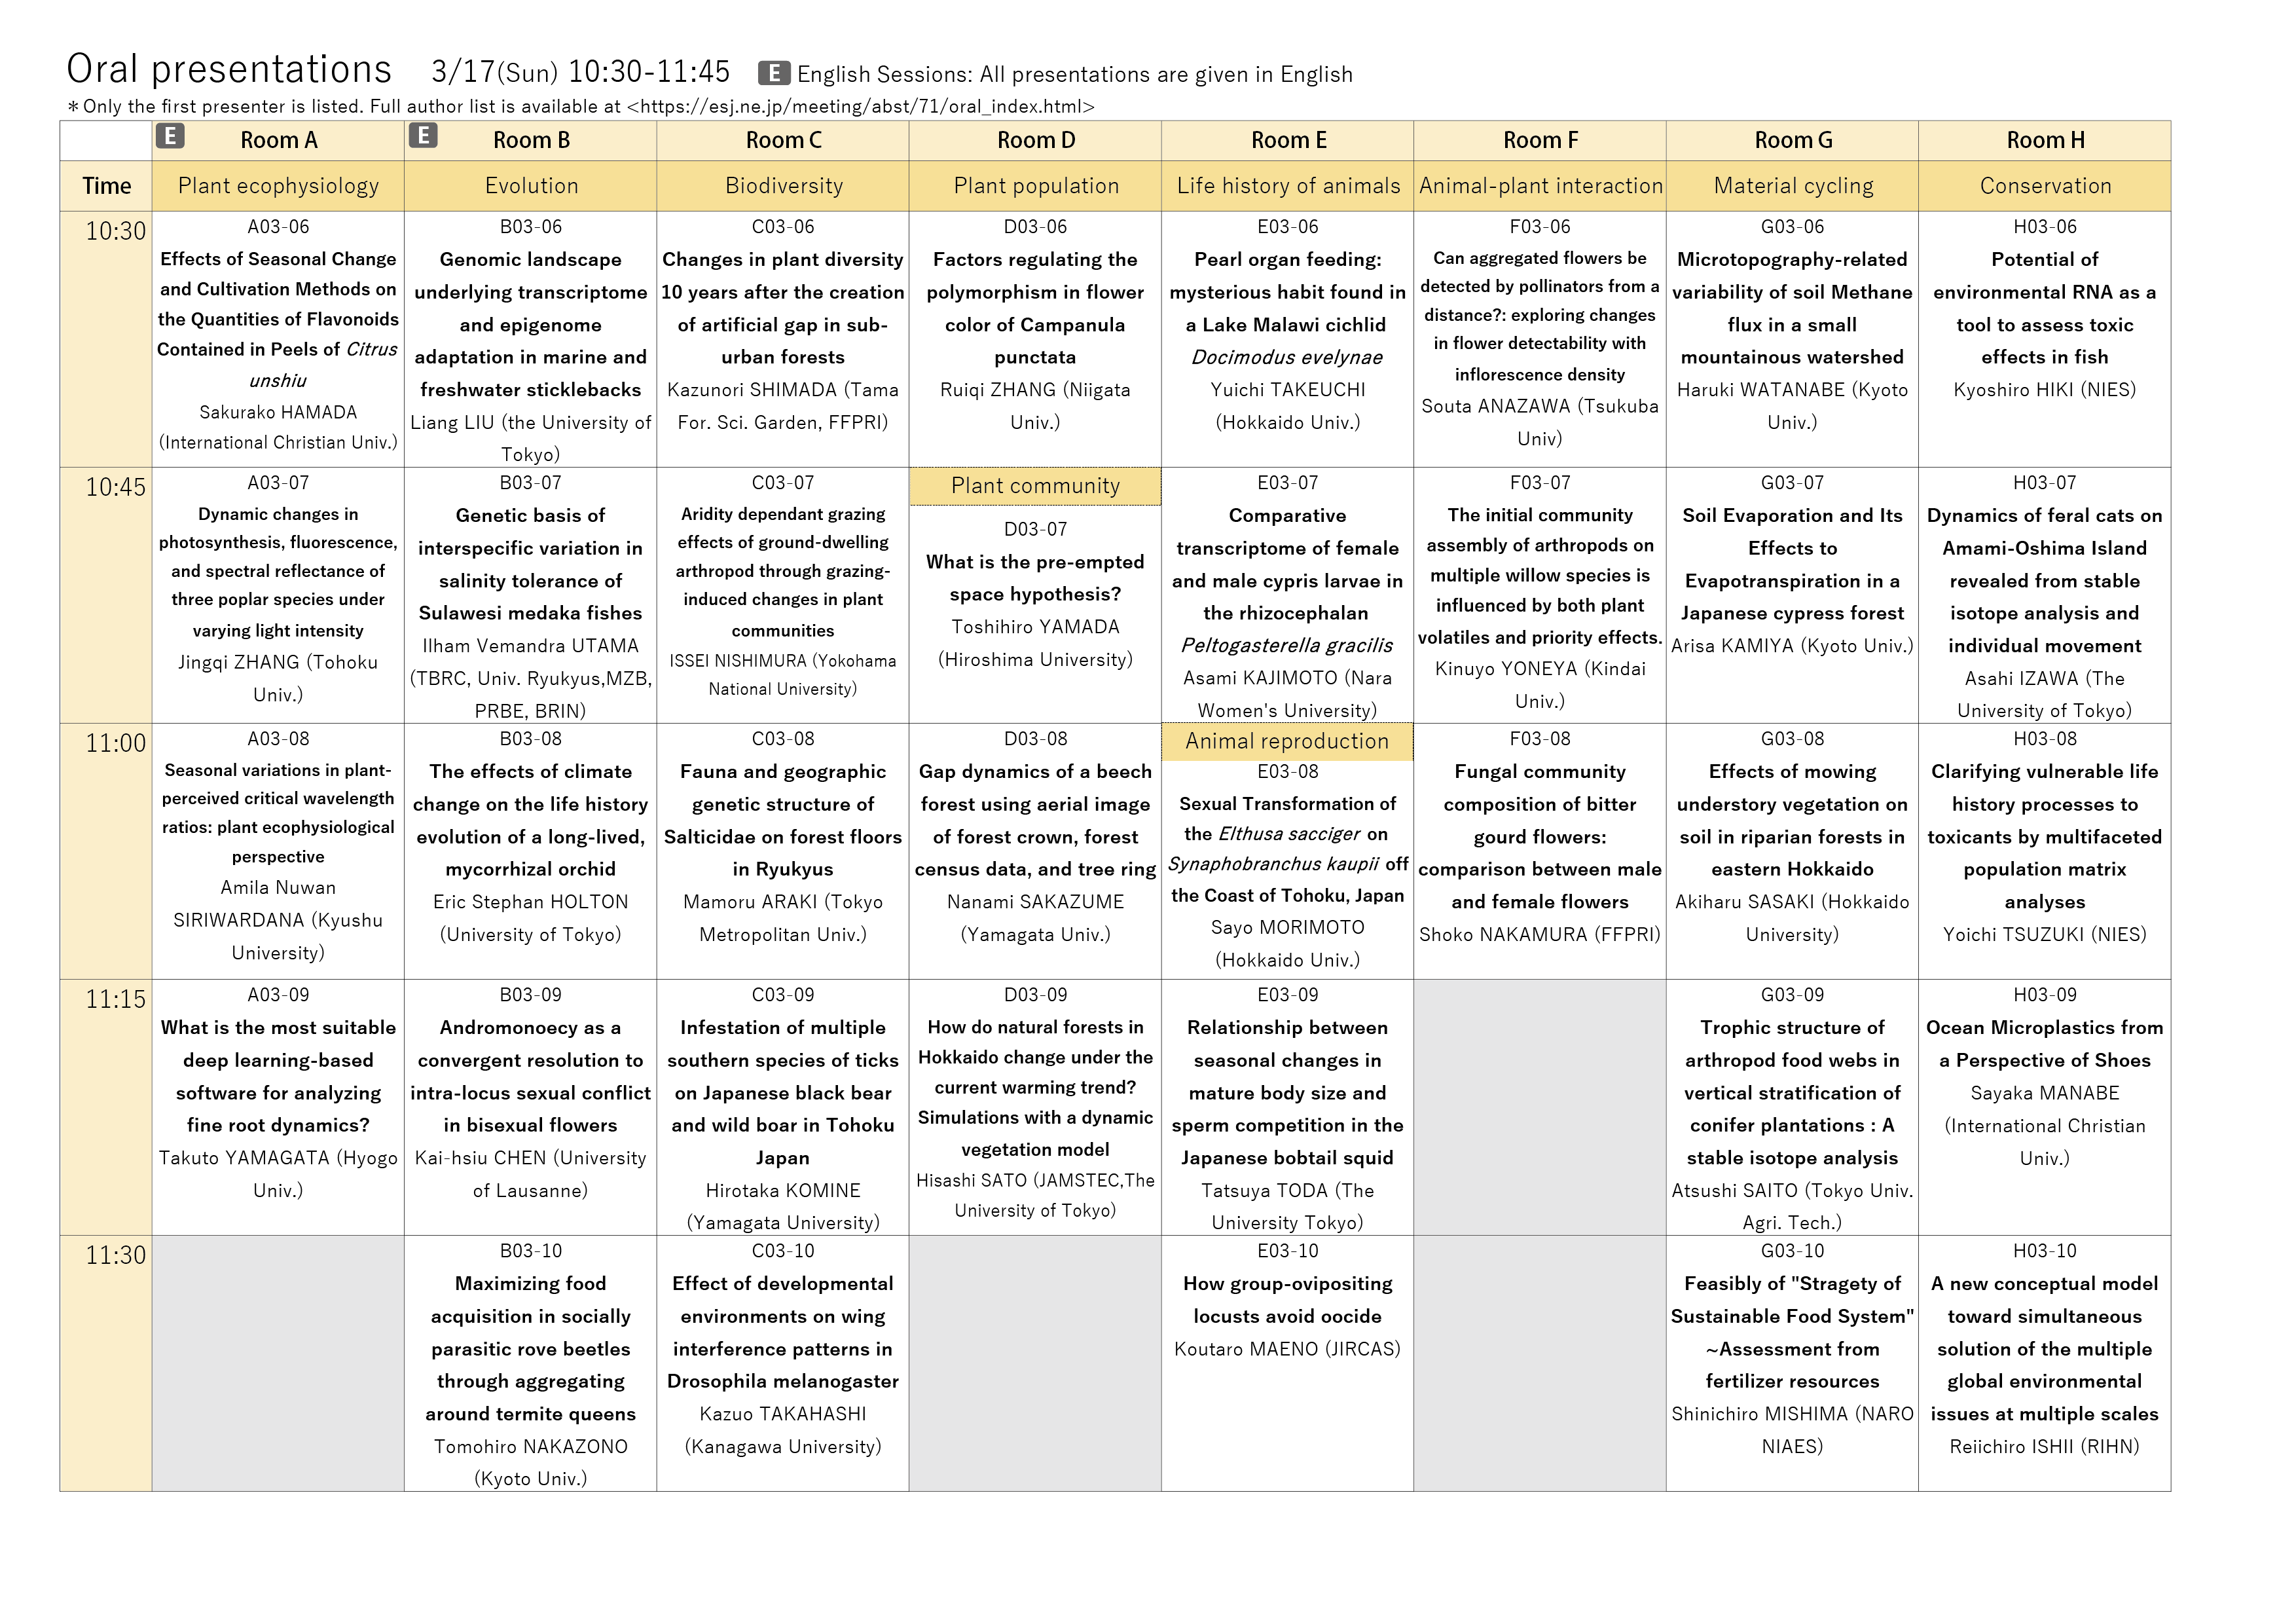 Oral presentations 3/17(Sun) 10:30-11:45 E English Sessions: All presentations are given in English
＊Only the first presenter is listed. Full author list is available at <https://esj.ne.jp/meeting/abst/71/oral_index.html>
E Room A
E Room B
Room C
Room D
Room E
Room F
Room G
Room H
Time
Plant ecophysiology
Evolution
Biodiversity
Plant population
Life history of animals
Animal-plant interaction
Material cycling
Conservation
10:30
A03-06
Effects of Seasonal Change
and Cultivation Methods on
the Quantities of Flavonoids
Contained in Peels of Citrus
unshiu
Sakurako HAMADA
(International Christian Univ.)
B03-06
Genomic landscape
underlying transcriptome
and epigenome
adaptation in marine and
freshwater sticklebacks
Liang LIU (the University of
Tokyo)
C03-06
Changes in plant diversity
10 years after the creation
of artificial gap in sub-
urban forests
Kazunori SHIMADA (Tama
For. Sci. Garden, FFPRI)
D03-06
Factors regulating the
polymorphism in flower
color of Campanula
punctata
Ruiqi ZHANG (Niigata
Univ.)
E03-06
Pearl organ feeding:
mysterious habit found in
a Lake Malawi cichlid
Docimodus evelynae
Yuichi TAKEUCHI
(Hokkaido Univ.)
F03-06
Can aggregated flowers be
detected by pollinators from a
distance?: exploring changes
in flower detectability with
inflorescence density
Souta ANAZAWA (Tsukuba
Univ)
G03-06
Microtopography-related
variability of soil Methane
flux in a small
mountainous watershed
Haruki WATANABE (Kyoto
Univ.)
H03-06
Potential of
environmental RNA as a
tool to assess toxic
effects in fish
Kyoshiro HIKI (NIES)
10:45
A03-07
Dynamic changes in
photosynthesis, fluorescence,
and spectral reflectance of
three poplar species under
varying light intensity
Jingqi ZHANG (Tohoku
Univ.)
B03-07
Genetic basis of
interspecific variation in
salinity tolerance of
Sulawesi medaka fishes
Ilham Vemandra UTAMA
(TBRC, Univ. Ryukyus,MZB,
PRBE, BRIN)
C03-07
Aridity dependant grazing
effects of ground-dwelling
arthropod through grazing-
induced changes in plant
communities
ISSEI NISHIMURA (Yokohama
National University)
Plant community
D03-07
What is the pre-empted
space hypothesis?
Toshihiro YAMADA
(Hiroshima University)
E03-07
Comparative
transcriptome of female
and male cypris larvae in
the rhizocephalan
Peltogasterella gracilis
Asami KAJIMOTO (Nara
Women's University)
F03-07
The initial community
assembly of arthropods on
multiple willow species is
influenced by both plant
volatiles and priority effects.
Kinuyo YONEYA (Kindai
Univ.)
G03-07
Soil Evaporation and Its
Effects to
Evapotranspiration in a
Japanese cypress forest
Arisa KAMIYA (Kyoto Univ.)
H03-07
Dynamics of feral cats on
Amami-Oshima Island
revealed from stable
isotope analysis and
individual movement
Asahi IZAWA (The
University of Tokyo)
11:00
A03-08
Seasonal variations in plant-
perceived critical wavelength
ratios: plant ecophysiological
perspective
Amila Nuwan
SIRIWARDANA (Kyushu
University)
B03-08
The effects of climate
change on the life history
evolution of a long-lived,
mycorrhizal orchid
Eric Stephan HOLTON
(University of Tokyo)
C03-08
Fauna and geographic
genetic structure of
Salticidae on forest floors
in Ryukyus
Mamoru ARAKI (Tokyo
Metropolitan Univ.)
D03-08
Gap dynamics of a beech
forest using aerial image
of forest crown, forest
census data, and tree ring
Nanami SAKAZUME
(Yamagata Univ.)
Animal reproduction
E03-08
Sexual Transformation of
the Elthusa sacciger on
Synaphobranchus kaupii off
the Coast of Tohoku, Japan
Sayo MORIMOTO
(Hokkaido Univ.)
F03-08
Fungal community
composition of bitter
gourd flowers:
comparison between male
and female flowers
Shoko NAKAMURA (FFPRI)
G03-08
Effects of mowing
understory vegetation on
soil in riparian forests in
eastern Hokkaido
Akiharu SASAKI (Hokkaido
University)
H03-08
Clarifying vulnerable life
history processes to
toxicants by multifaceted
population matrix
analyses
Yoichi TSUZUKI (NIES)
11:15
A03-09
What is the most suitable
deep learning-based
software for analyzing
fine root dynamics?
Takuto YAMAGATA (Hyogo
Univ.)
B03-09
Andromonoecy as a
convergent resolution to
intra-locus sexual conflict
in bisexual flowers
Kai-hsiu CHEN (University
of Lausanne)
C03-09
Infestation of multiple
southern species of ticks
on Japanese black bear
and wild boar in Tohoku
Japan
Hirotaka KOMINE
(Yamagata University)
D03-09
How do natural forests in
Hokkaido change under the
current warming trend?
Simulations with a dynamic
vegetation model
Hisashi SATO (JAMSTEC,The
University of Tokyo)
E03-09
Relationship between
seasonal changes in
mature body size and
sperm competition in the
Japanese bobtail squid
Tatsuya TODA (The
University Tokyo)
G03-09
Trophic structure of
arthropod food webs in
vertical stratification of
conifer plantations : A
stable isotope analysis
Atsushi SAITO (Tokyo Univ.
Agri. Tech.)
H03-09
Ocean Microplastics from
a Perspective of Shoes
Sayaka MANABE
(International Christian
Univ.)
11:30
B03-10
Maximizing food
acquisition in socially
parasitic rove beetles
through aggregating
around termite queens
Tomohiro NAKAZONO
(Kyoto Univ.)
C03-10
Effect of developmental
environments on wing
interference patterns in
Drosophila melanogaster
Kazuo TAKAHASHI
(Kanagawa University)
E03-10
How group-ovipositing
locusts avoid oocide
Koutaro MAENO (JIRCAS)
G03-10
Feasibly of "Stragety of
Sustainable Food System"
~Assessment from
fertilizer resources
Shinichiro MISHIMA (NARO
NIAES)
H03-10
A new conceptual model
toward simultaneous
solution of the multiple
global environmental
issues at multiple scales
Reiichiro ISHII (RIHN)